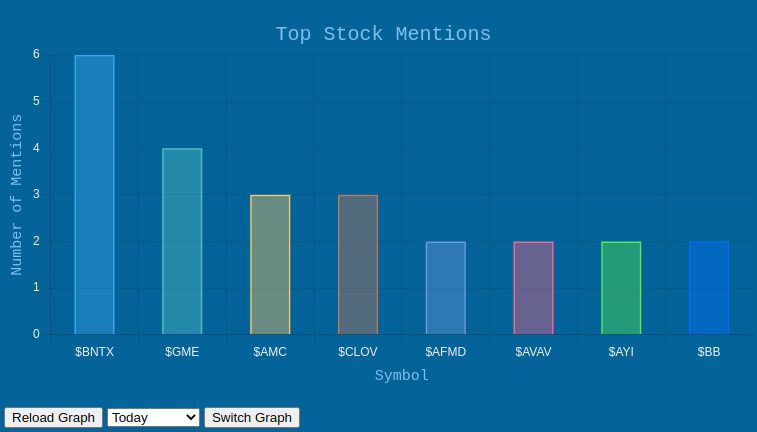 Top Stock Mentions
Number of Mentions
6
5
4
3
2
1
0
$BNTX $GME $AMC $CLOV $AFMD $AVAV $AYI $BB
Symbol
Reload Graph Today Switch Graph